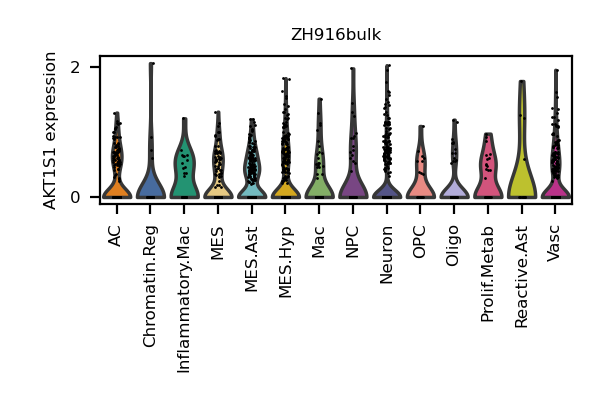 ZH916bulk
AKT1S1 expression
2
0
AC
Chromatin.Reg
Inflammatory.Mac
MES
MES.Ast
MES.Hyp
Mac
NPC
Neuron
OPC
Oligo
Prolif.Metab
Reactive.Ast
Vasc